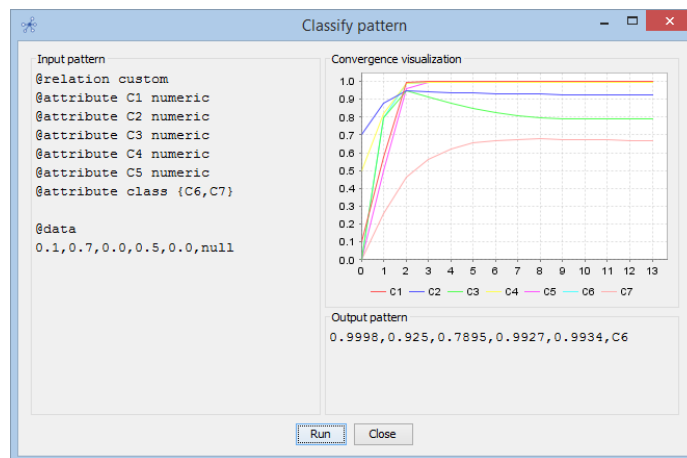 Classify pattern
Input pattern
@relation custom
@attribute C1 numeric
@attribute C2 numeric
@attribute C3 numeric
@attribute C4 numeric
@attribute C5 numeric
@attribute class {C6,C7}
@data
0.1,0.7,0.0,0.5,0.0,null
Convergence visualization
1.0
0.9
0.8
0.7
0.6
0.5
0.4
0.3
0.2
0.1
0.0
0 1 2 3 4 5 6 7 8 9 10 11 12 13
C1 C2 C3 C4 C5 C6 C7
Output pattern
0.9998,0.925,0.7895,0.9927,0.9934,C6
Run Close